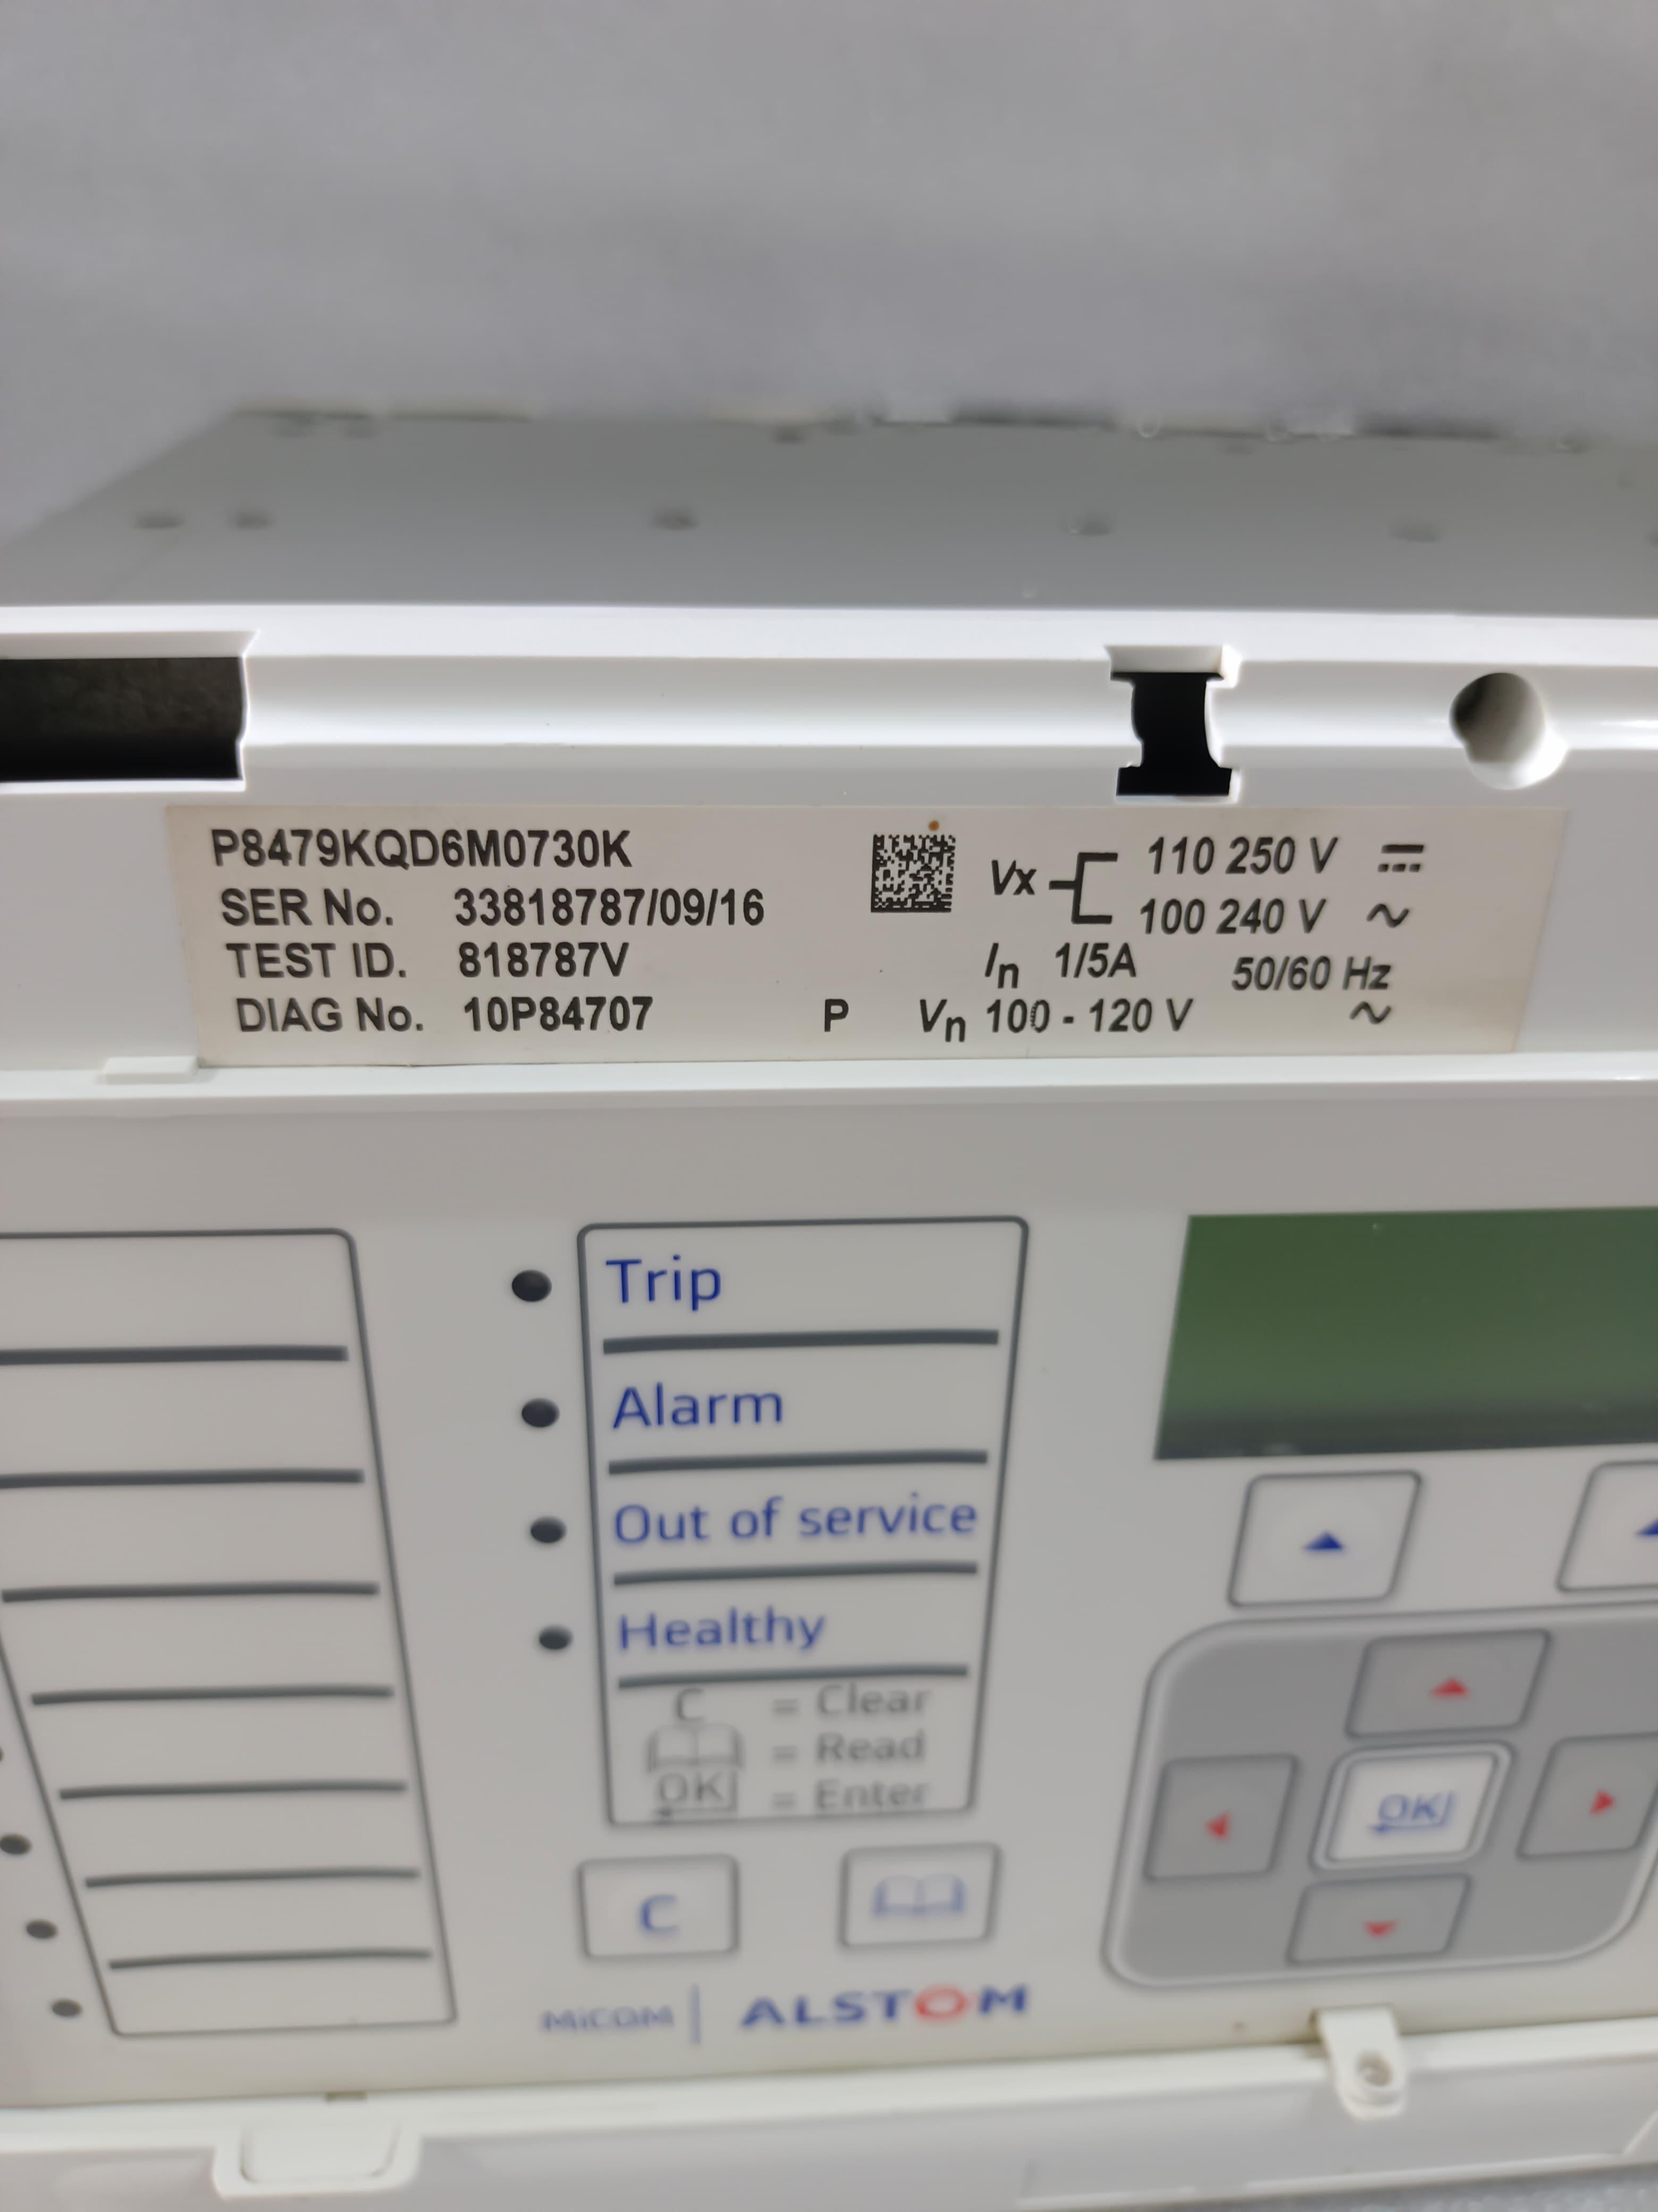 P8479KQD6M0730K
SER No. 33818787/09/16
TEST ID. 818787V
DIAG No. 10P84707
P
Vx 110 250 V
100 240 V ~
In 1/5A 50/60 Hz
Vn 100 - 120 V ~
Trip
Alarm
Out of service
Healthy
C = Clear
= Read
OK = Enter
C
OK
MiCOM ALSTOM